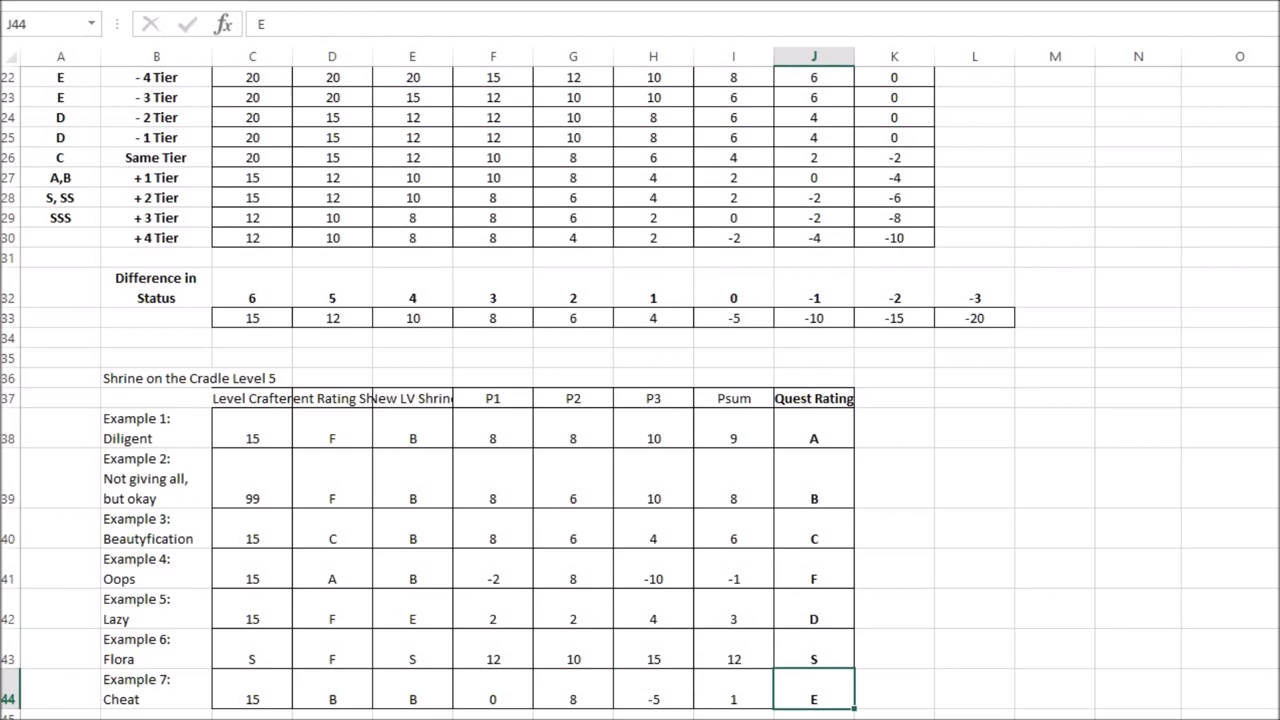 J44 fx E
A B C D E F G H I J K L M N O
22 E - 4 Tier 20 20 20 15 12 10 8 6 0
23 E - 3 Tier 20 20 15 12 10 10 6 6 0
24 D - 2 Tier 20 15 12 12 10 8 6 4 0
25 D - 1 Tier 20 15 12 12 10 8 6 4 0
26 C Same Tier 20 15 12 10 8 6 4 2 -2
27 A,B + 1 Tier 15 12 10 10 8 4 2 0 -4
28 S, SS + 2 Tier 15 12 10 8 6 4 2 -2 -6
29 SSS + 3 Tier 12 10 8 8 6 2 0 -2 -8
30 + 4 Tier 12 10 8 8 4 2 -2 -4 -10
31
Difference in
32 Status 6 5 4 3 2 1 0 -1 -2 -3
33 15 12 10 8 6 4 -5 -10 -15 -20
34
35
36 Shrine on the Cradle Level 5
37 Level Crafter ent Rating Sh New LV Shrine P1 P2 P3 Psum Quest Rating
Example 1:
38 Diligent 15 F B 8 8 10 9 A
Example 2:
Not giving all,
39 but okay 99 F B 8 6 10 8 B
Example 3:
40 Beautyfication 15 C B 8 6 4 6 C
Example 4:
41 Oops 15 A B -2 8 -10 -1 F
Example 5:
42 Lazy 15 F E 2 2 4 3 D
Example 6:
43 Flora S F S 12 10 15 12 S
Example 7:
44 Cheat 15 B B 0 8 -5 1 E